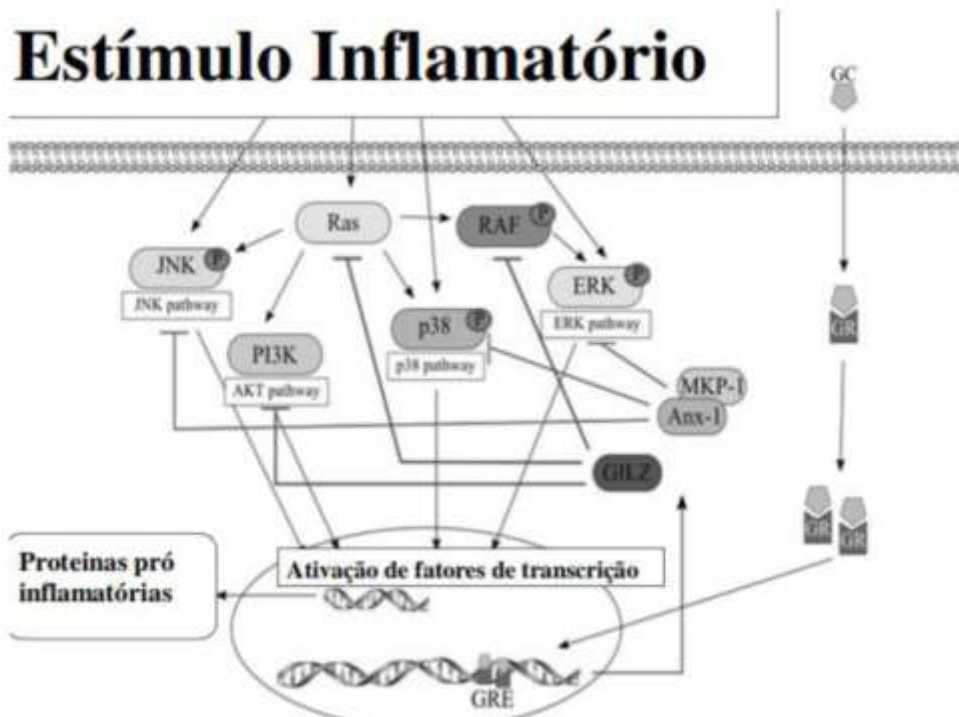 Estímulo Inflamatório
GC
Ras
RAF
P
JNK
P
JNK pathway
ERK
P
ERK pathway
p38
P
p38 pathway
PI3K
AKT pathway
GR
MKP-1
Anx-1
GILZ
GR
GR
Proteinas pró
inflamatórias
Ativação de fatores de transcrição
GRE